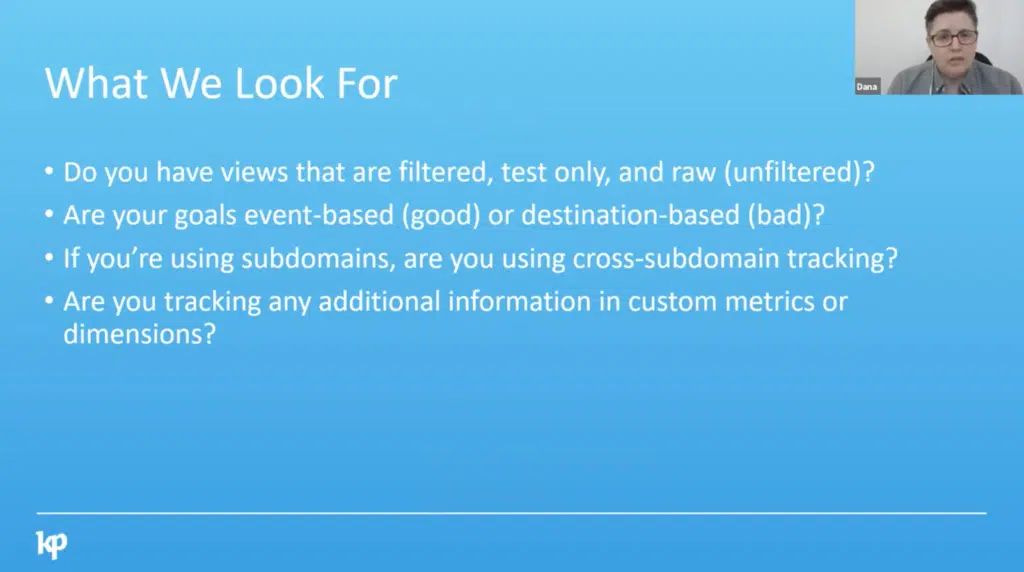 Dana
What We Look For
• Do you have views that are filtered, test only, and raw (unfiltered)?
• Are your goals event-based (good) or destination-based (bad)?
• If you’re using subdomains, are you using cross-subdomain tracking?
• Are you tracking any additional information in custom metrics or
dimensions?
kp